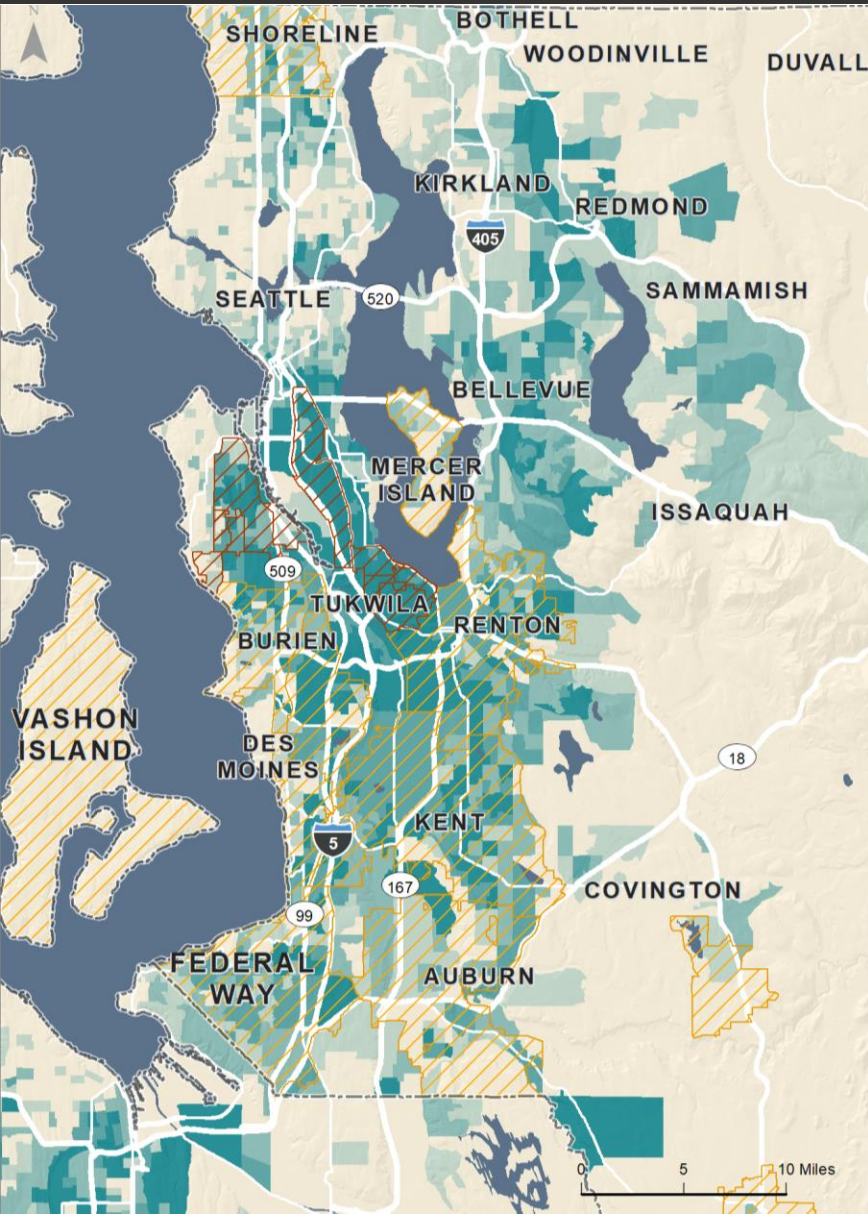 N
SHORELINE
BOTHELL
WOODINVILLE
DUVALL
KIRKLAND
REDMOND
405
SEATTLE
520
SAMMAMISH
BELLEVUE
MERCER
ISLAND
ISSAQUAH
509
TUKWILA
RENTON
BURIEN
VASHON
ISLAND
DES
MOINES
18
KENT
5
167
COVINGTON
99
FEDERAL
WAY
AUBURN
0 5 10 Miles